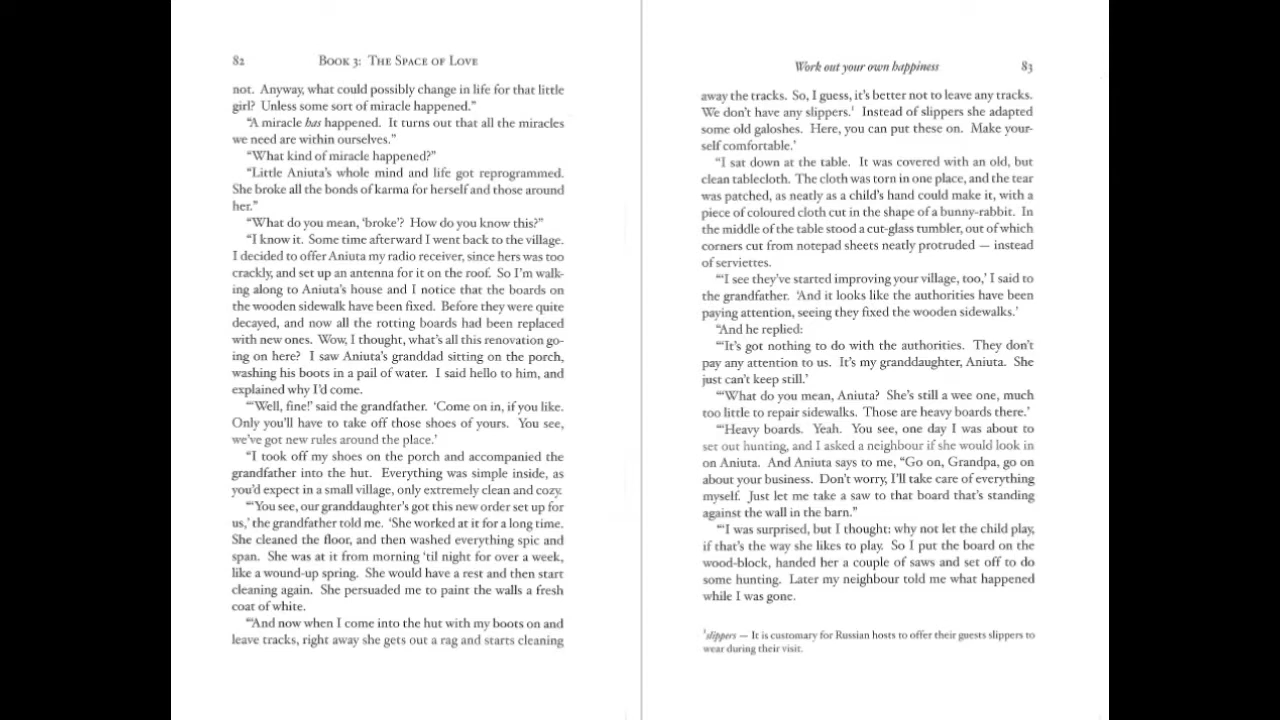 82 BOOK 3: THE SPACE OF LOVE
not. Anyway, what could possibly change in life for that little
girl? Unless some sort of miracle happened.”
“A miracle has happened. It turns out that all the miracles
we need are within ourselves.”
“What kind of miracle happened?”
“Little Aniuta’s whole mind and life got reprogrammed.
She broke all the bonds of karma for herself and those around
her.”
“What do you mean, ‘broke’? How do you know this?”
“I know it. Some time afterward I went back to the village.
I decided to offer Aniuta my radio receiver, since hers was too
crackly, and set up an antenna for it on the roof. So I’m walk-
ing along to Aniuta’s house and I notice that the boards on
the wooden sidewalk have been fixed. Before they were quite
decayed, and now all the rotting boards had been replaced
with new ones. Wow, I thought, what’s all this renovation go-
ing on here? I saw Aniuta’s granddad sitting on the porch,
washing his boots in a pail of water. I said hello to him, and
explained why I’d come.
“‘Well, fine!’ said the grandfather. ‘Come on in, if you like.
Only you’ll have to take off those shoes of yours. You see,
we’ve got new rules around the place.’
“I took off my shoes on the porch and accompanied the
grandfather into the hut. Everything was simple inside, as
you’d expect in a small village, only extremely clean and cozy.
“‘You see, our granddaughter’s got this new order set up for
us,’ the grandfather told me. ‘She worked at it for a long time.
She cleaned the floor, and then washed everything spic and
span. She was at it from morning ’til night for over a week,
like a wound-up spring. She would have a rest and then start
cleaning again. She persuaded me to paint the walls a fresh
coat of white.
“‘And now when I come into the hut with my boots on and
leave tracks, right away she gets out a rag and starts cleaning
Work out your own happiness 83
away the tracks. So, I guess, it’s better not to leave any tracks.
We don’t have any slippers.¹ Instead of slippers she adapted
some old galoshes. Here, you can put these on. Make your-
self comfortable.’
“I sat down at the table. It was covered with an old, but
clean tablecloth. The cloth was torn in one place, and the tear
was patched, as neatly as a child’s hand could make it, with a
piece of coloured cloth cut in the shape of a bunny-rabbit. In
the middle of the table stood a cut-glass tumbler, out of which
corners cut from notepad sheets neatly protruded — instead
of serviettes.
“‘I see they’ve started improving your village, too,’ I said to
the grandfather. ‘And it looks like the authorities have been
paying attention, seeing they fixed the wooden sidewalks.’
“And he replied:
“‘It’s got nothing to do with the authorities. They don’t
pay any attention to us. It’s my granddaughter, Aniuta. She
just can’t keep still.’
“‘What do you mean, Aniuta? She’s still a wee one, much
too little to repair sidewalks. Those are heavy boards there.’
“‘Heavy boards. Yeah. You see, one day I was about to
set out hunting, and I asked a neighbour if she would look in
on Aniuta. And Aniuta says to me, “Go on, Grandpa, go on
about your business. Don’t worry, I’ll take care of everything
myself. Just let me take a saw to that board that’s standing
against the wall in the barn.”
“‘I was surprised, but I thought: why not let the child play,
if that’s the way she likes to play. So I put the board on the
wood-block, handed her a couple of saws and set off to do
some hunting. Later my neighbour told me what happened
while I was gone.
¹slippers — It is customary for Russian hosts to offer their guests slippers to
wear during their visit.